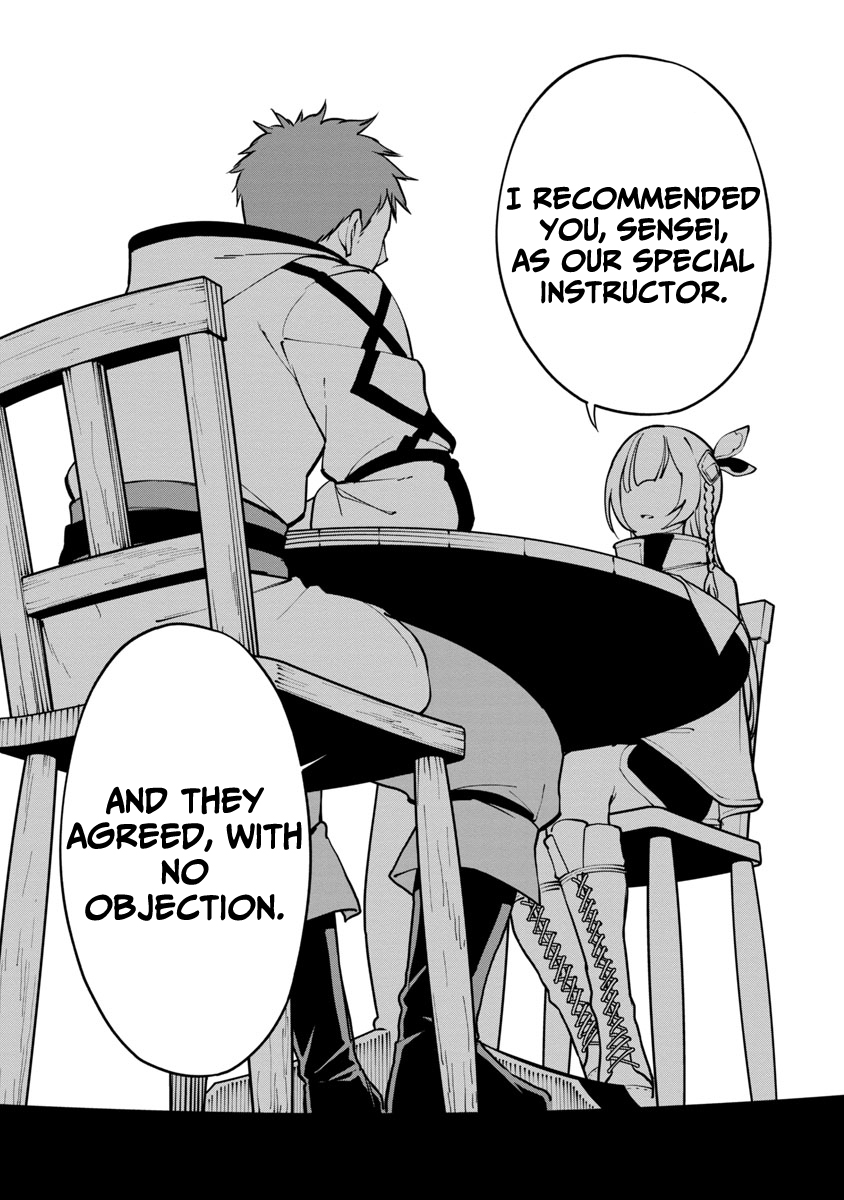 I RECOMMENDED
YOU, SENSEI,
AS OUR SPECIAL
INSTRUCTOR.
AND THEY
AGREED, WITH
NO
OBJECTION.